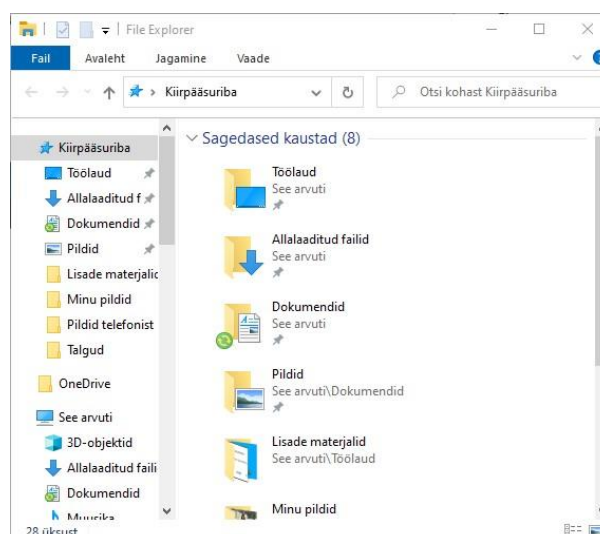 File Explorer
Fail Avaleht Jagamine Vaade
Kiirpääsuriba
Otsi kohast Kiirpääsuriba
Kiirpääsuriba
Töölaud
Allalaaditud f
Dokumendid
Pildid
Lisade materjalic
Minu pildid
Pildid telefonist
Talgud
OneDrive
See arvuti
3D-objektid
Allalaaditud faili
Dokumendid
Muusika
28 üksust
Sagedased kaustad (8)
Töölaud
See arvuti
Allalaaditud failid
See arvuti
Dokumendid
See arvuti
Pildid
See arvuti\Dokumendid
Lisade materjalid
See arvuti\Töölaud
Minu pildid